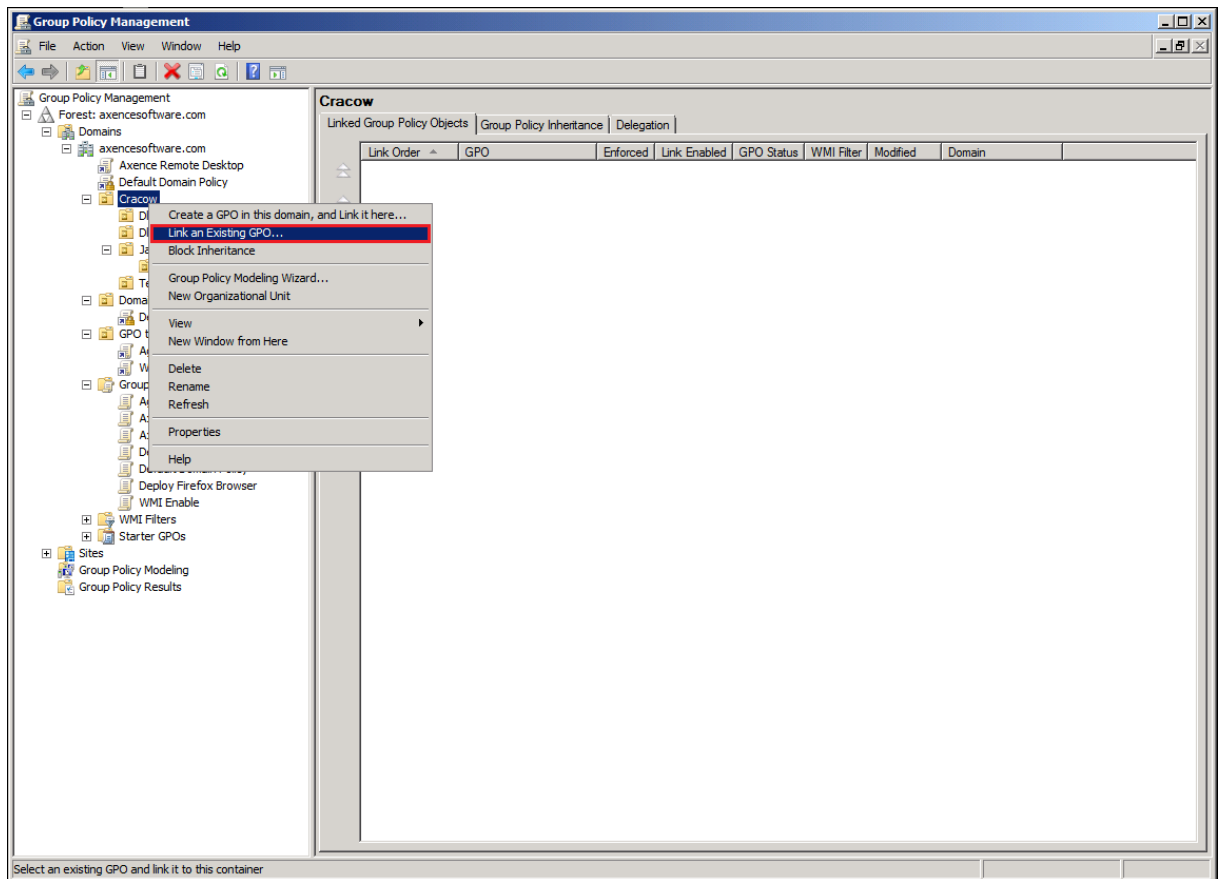 Group Policy Management
File Action View Window Help
Group Policy Management
Forest: axencesoftware.com
Domains
axencesoftware.com
Axence Remote Desktop
Default Domain Policy
Cracow
Group
Deploy Firefox Browser
WMI Enable
WMI Filters
Starter GPOs
Sites
Group Policy Modeling
Group Policy Results
Create a GPO in this domain, and Link it here...
Link an Existing GPO...
Block Inheritance
Group Policy Modeling Wizard...
New Organizational Unit
View
New Window from Here
Delete
Rename
Refresh
Properties
Help
Cracow
Linked Group Policy Objects Group Policy Inheritance Delegation
Link Order GPO Enforced Link Enabled GPO Status WMI Filter Modified Domain
Select an existing GPO and link it to this container